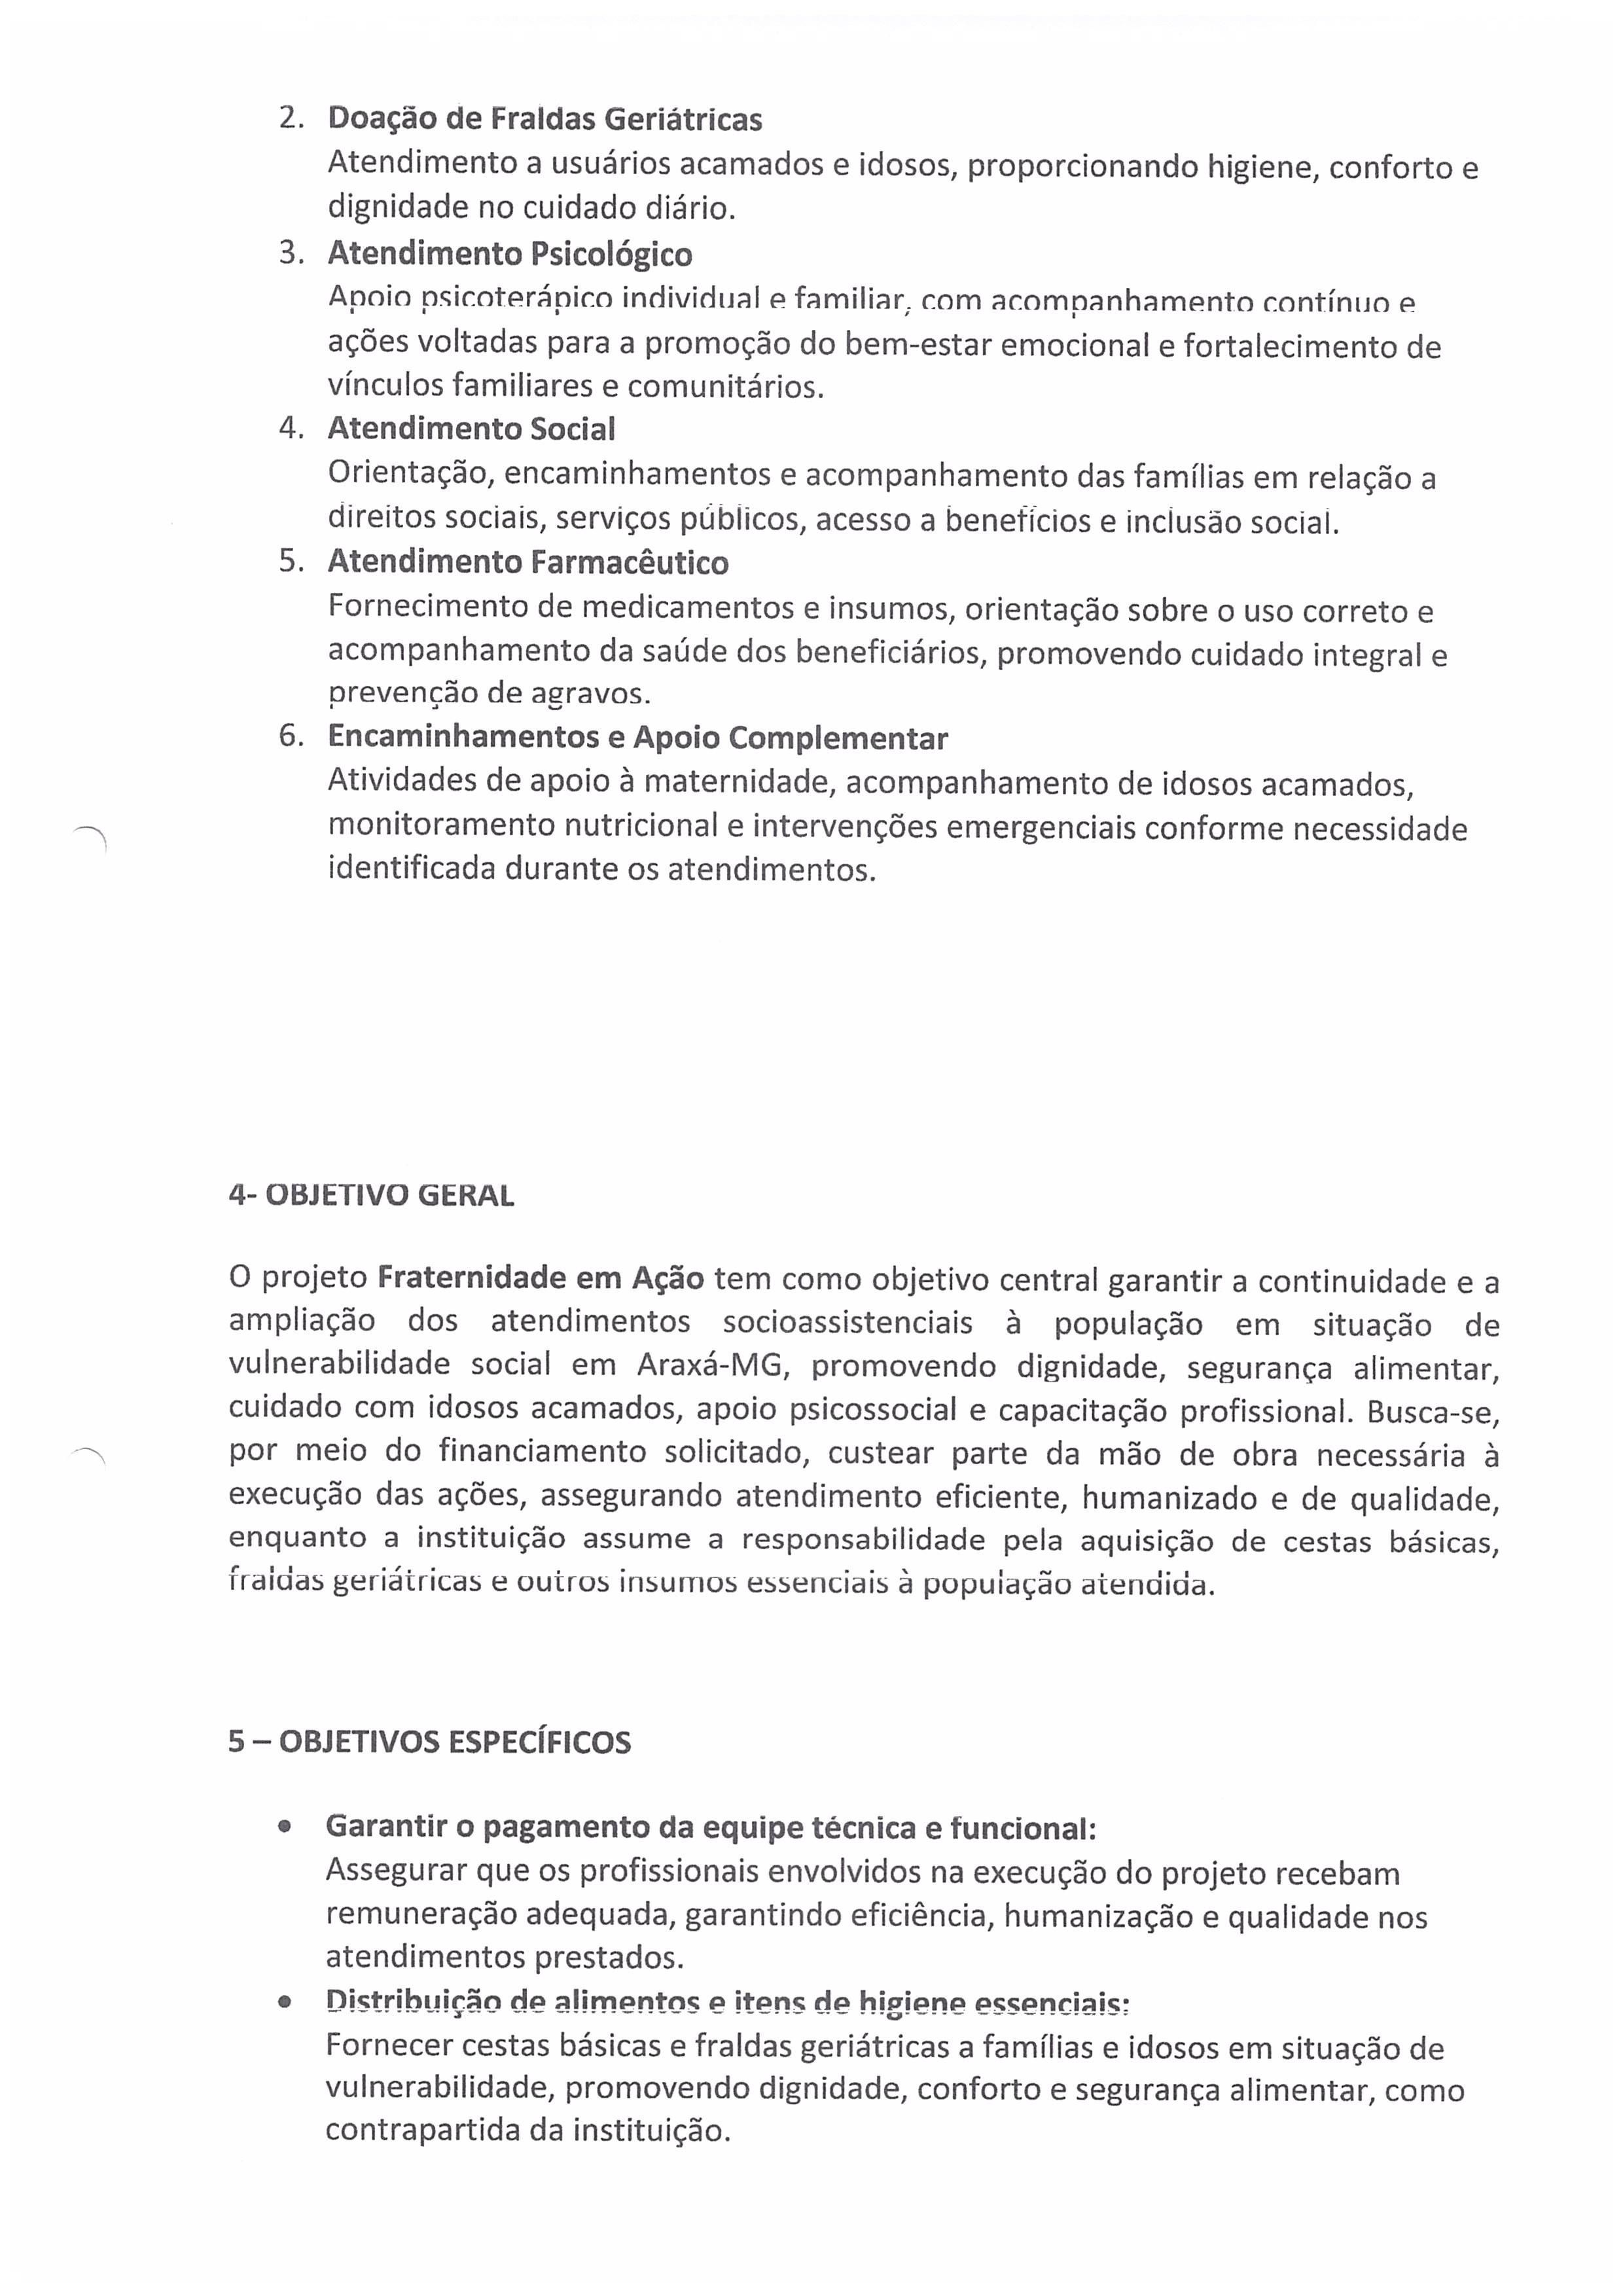 2. Doação de Fraldas Geriátricas
Atendimento a usuários acamados e idosos, proporcionando higiene, conforto e
dignidade no cuidado diário.
3. Atendimento Psicológico
Apoio psicoterápico individual e familiar, com acompanhamento contínuo e
ações voltadas para a promoção do bem-estar emocional e fortalecimento de
vínculos familiares e comunitários.
4. Atendimento Social
Orientação, encaminhamentos e acompanhamento das famílias em relação a
direitos sociais, serviços públicos, acesso a benefícios e inclusão social.
5. Atendimento Farmacêutico
Fornecimento de medicamentos e insumos, orientação sobre o uso correto e
acompanhamento da saúde dos beneficiários, promovendo cuidado integral e
prevenção de agravos.
6. Encaminhamentos e Apoio Complementar
Atividades de apoio à maternidade, acompanhamento de idosos acamados,
monitoramento nutricional e intervenções emergenciais conforme necessidade
identificada durante os atendimentos.
4- OBJETIVO GERAL
O projeto Fraternidade em Ação tem como objetivo central garantir a continuidade e a
ampliação dos atendimentos socioassistenciais à população em situação de
vulnerabilidade social em Araxá-MG, promovendo dignidade, segurança alimentar,
cuidado com idosos acamados, apoio psicossocial e capacitação profissional. Busca-se,
por meio do financiamento solicitado, custear parte da mão de obra necessária à
execução das ações, assegurando atendimento eficiente, humanizado e de qualidade,
enquanto a instituição assume a responsabilidade pela aquisição de cestas básicas,
fraldas geriátricas e outros insumos essenciais à população atendida.
5 – OBJETIVOS ESPECÍFICOS
• Garantir o pagamento da equipe técnica e funcional:
Assegurar que os profissionais envolvidos na execução do projeto recebam
remuneração adequada, garantindo eficiência, humanização e qualidade nos
atendimentos prestados.
• Distribuição de alimentos e itens de higiene essenciais:
Fornecer cestas básicas e fraldas geriátricas a famílias e idosos em situação de
vulnerabilidade, promovendo dignidade, conforto e segurança alimentar, como
contrapartida da instituição.